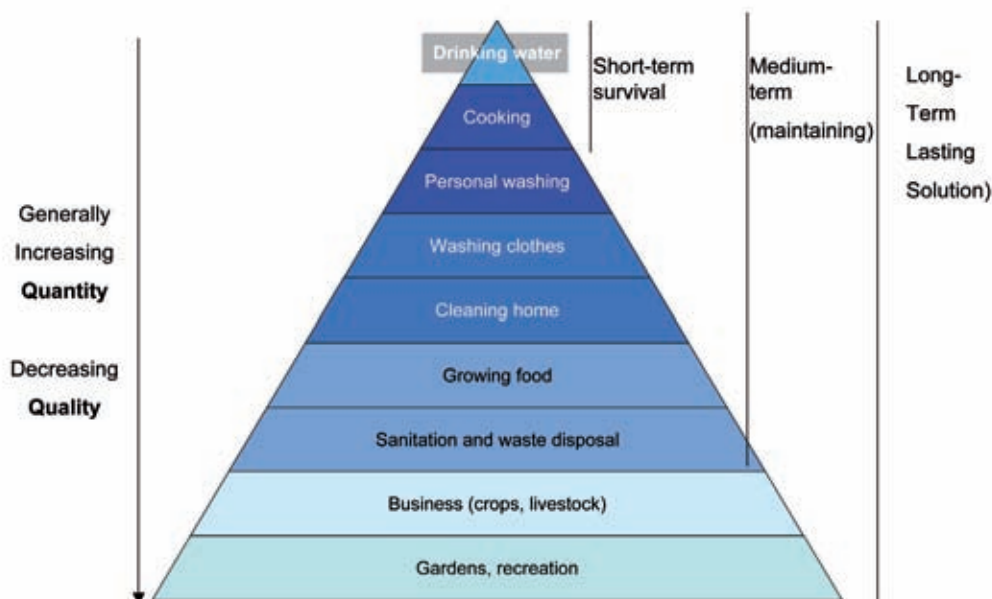 Drinking water
Cooking
Personal washing
Washing clothes
Cleaning home
Growing food
Sanitation and waste disposal
Business (crops, livestock)
Gardens, recreation
Generally
Increasing
Quantity
Decreasing
Quality
Short-term
survival
Medium-
term
(maintaining)
Long-
Term
Lasting
Solution)